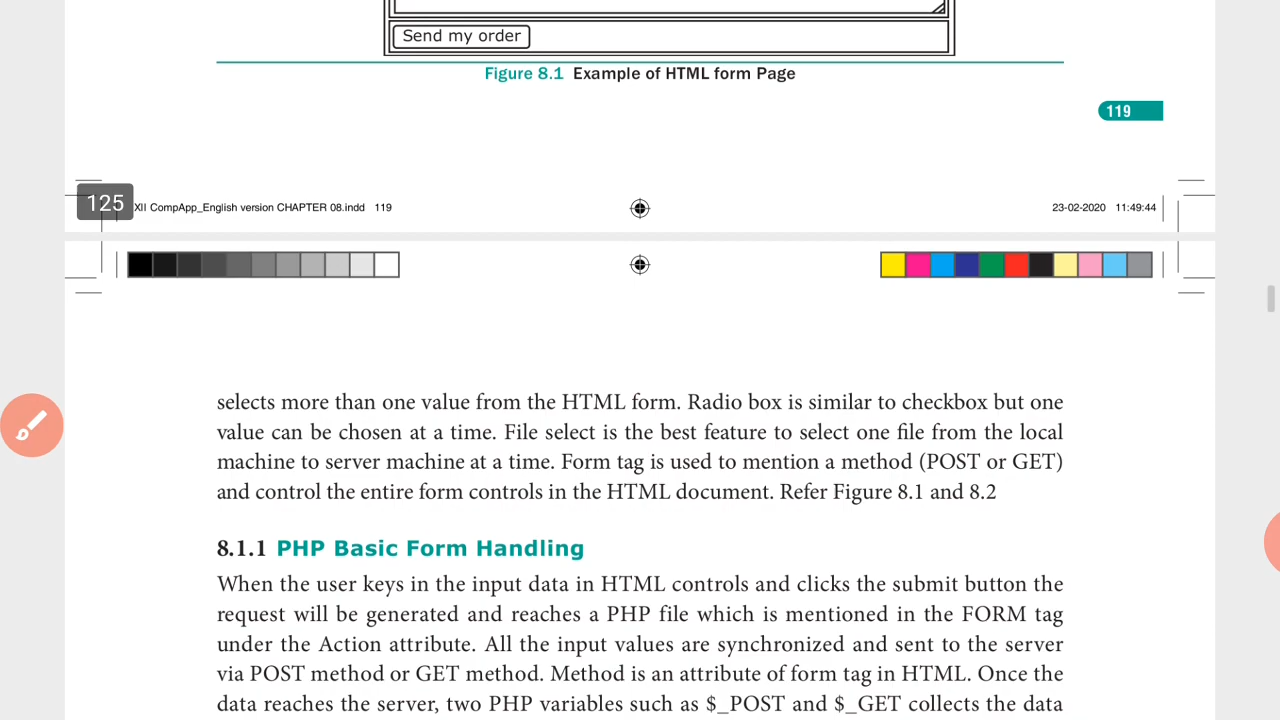 Send my order
Figure 8.1 Example of HTML form Page
119
125
XII CompApp_English version CHAPTER 08.indd 119
23-02-2020 11:49:44
selects more than one value from the HTML form. Radio box is similar to checkbox but one
value can be chosen at a time. File select is the best feature to select one file from the local
machine to server machine at a time. Form tag is used to mention a method (POST or GET)
and control the entire form controls in the HTML document. Refer Figure 8.1 and 8.2
8.1.1 PHP Basic Form Handling
When the user keys in the input data in HTML controls and clicks the submit button the
request will be generated and reaches a PHP file which is mentioned in the FORM tag
under the Action attribute. All the input values are synchronized and sent to the server
via POST method or GET method. Method is an attribute of form tag in HTML. Once the
data reaches the server, two PHP variables such as $_POST and $_GET collects the data